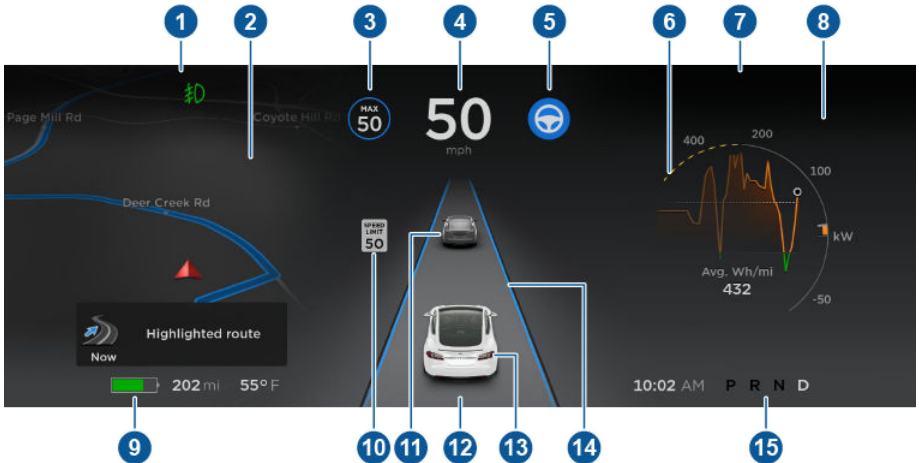 1
2
3
4
5
6
7
8
Page Mill Rd
Coyote Hill Rd
MAX
50
50
mph
400
200
100
kW
-50
Deer Creek Rd
SPEED
LIMIT
50
Avg. Wh/mi
432
Highlighted route
Now
202 mi 55°F
10:02 AM P R N D
9
10
11
12
13
14
15